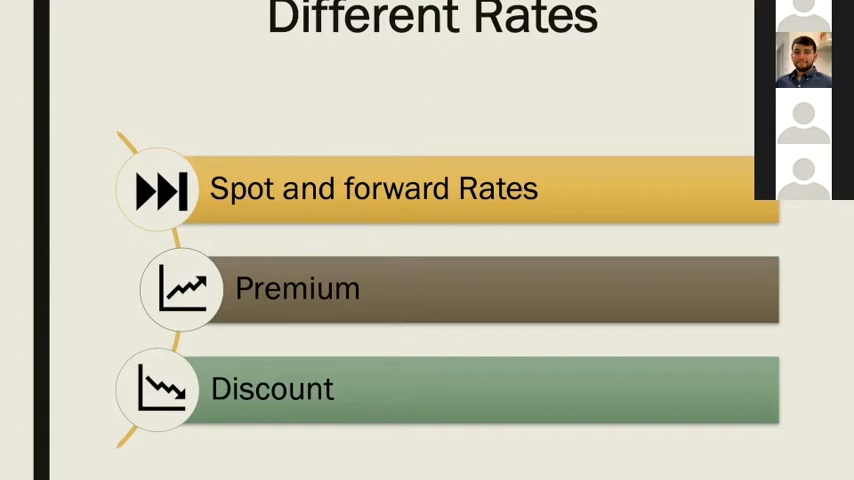 Different Rates
Spot and forward Rates
Premium
Discount